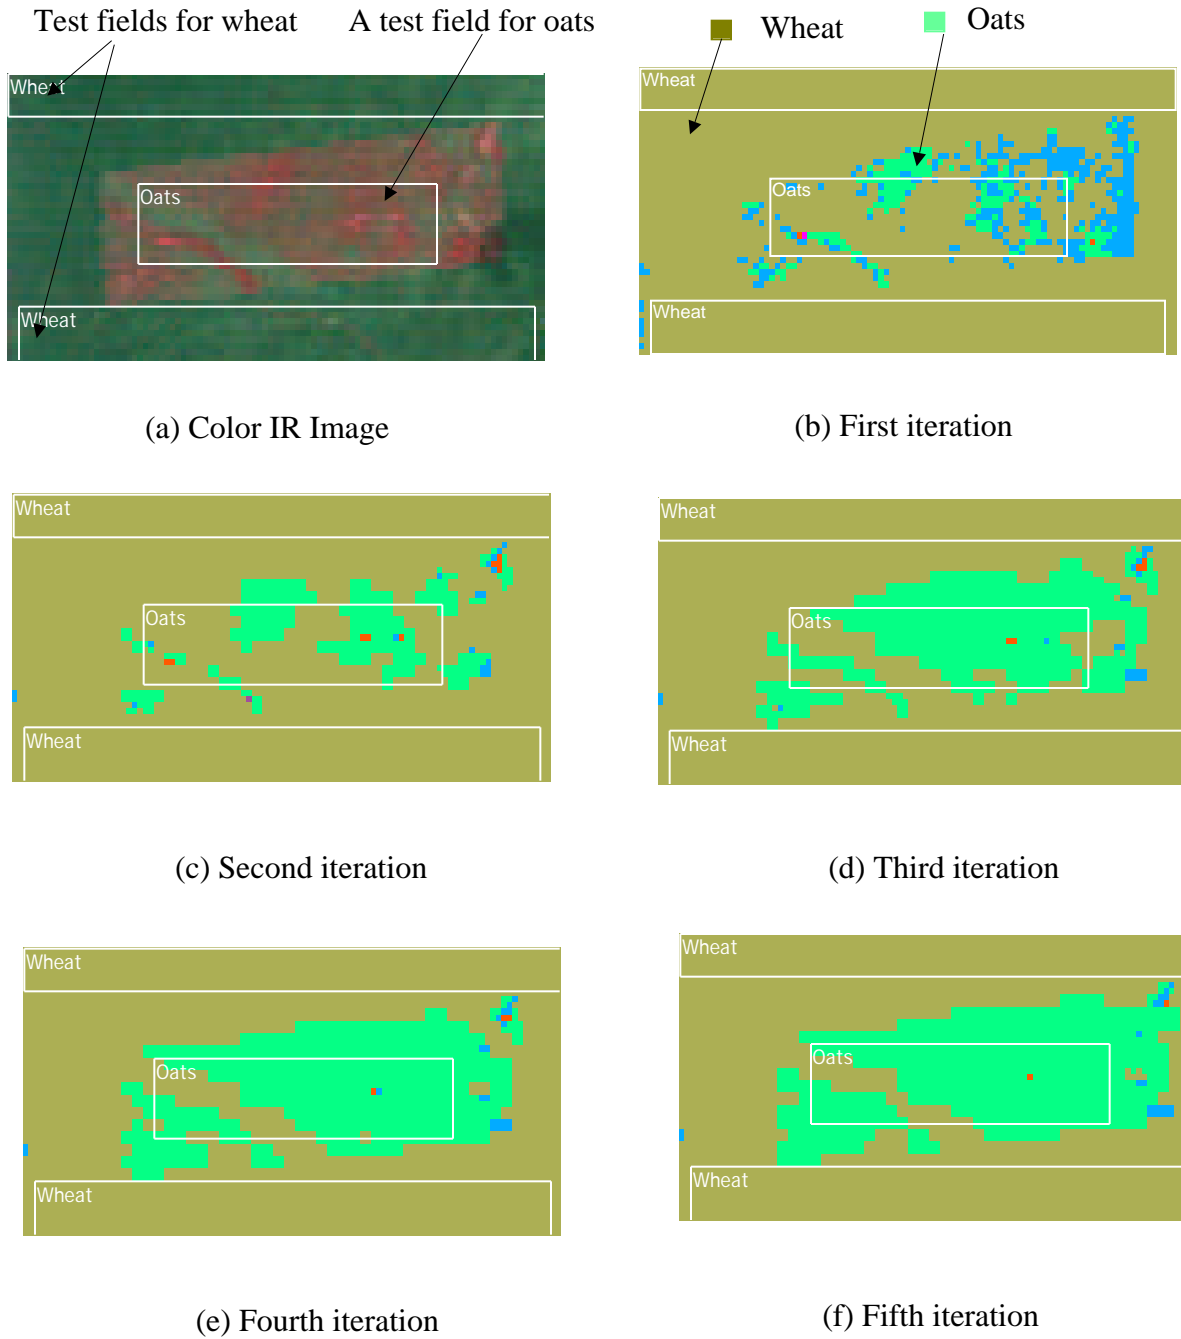 Test fields for wheat
A test field for oats
Wheat
Oats
Wheat
Oats
Wheat
Wheat
Oats
Wheat
(a) Color IR Image
(b) First iteration
Wheat
Oats
Wheat
Wheat
Oats
Wheat
(c) Second iteration
(d) Third iteration
Wheat
Oats
Wheat
Wheat
Oats
Wheat
(e) Fourth iteration
(f) Fifth iteration